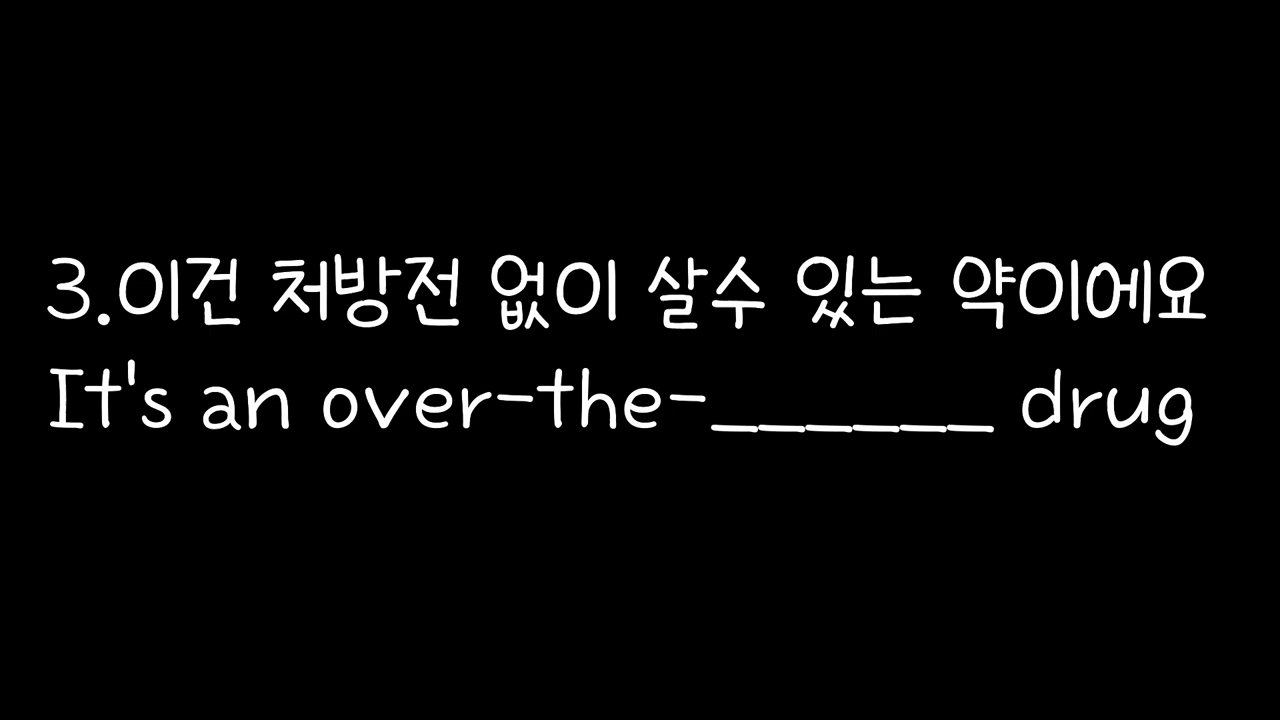 3.이건 처방전 없이 살수 있는 약이에요
It's an over-the-______ drug